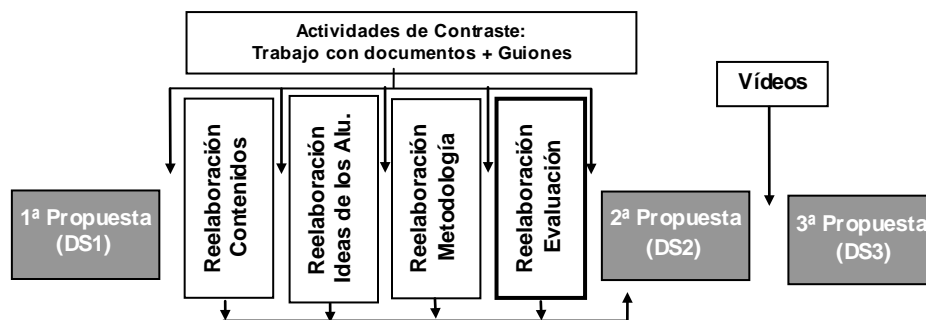 Actividades de Contraste:
Trabajo con documentos + Guiones
Vídeos
1ª Propuesta
(DS1)
Reelaboración
Contenidos
Reelaboración
Ideas de los Alu.
Reelaboración
Metodología
Reelaboración
Evaluación
2ª Propuesta
(DS2)
3ª Propuesta
(DS3)